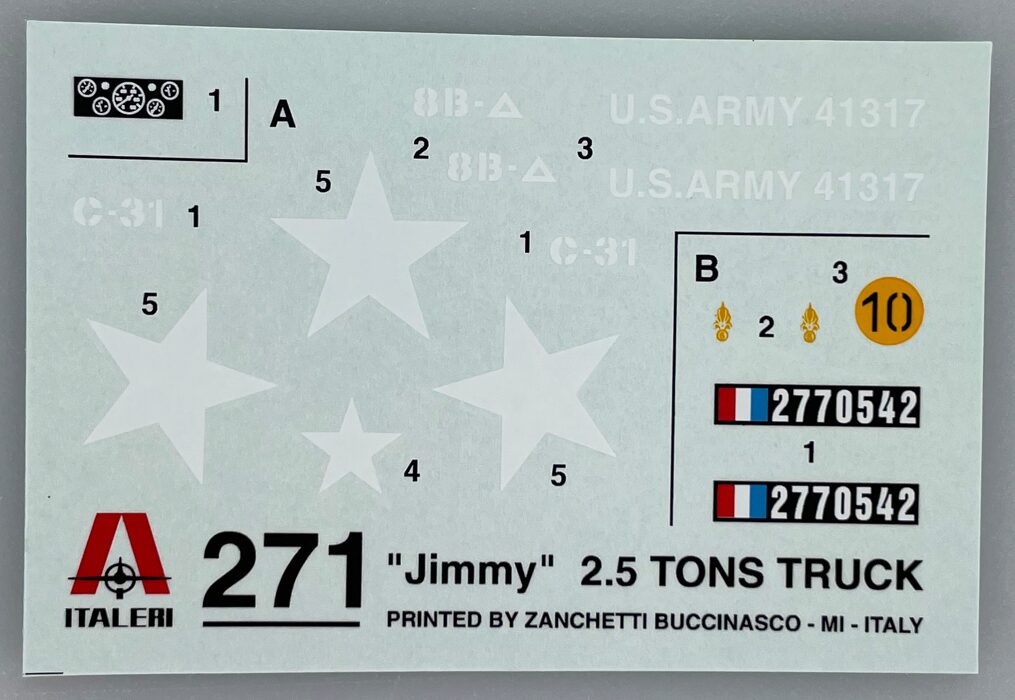 1
A
8B-
U.S.ARMY 41317
2
3
8B-
5
U.S.ARMY 41317
C-31
1
1
C-31
B
3
5
2
10
2770542
1
4
5
2770542
ITALERI
271
"Jimmy" 2.5 TONS TRUCK
PRINTED BY ZANCHETTI BUCCINASCO - MI - ITALY